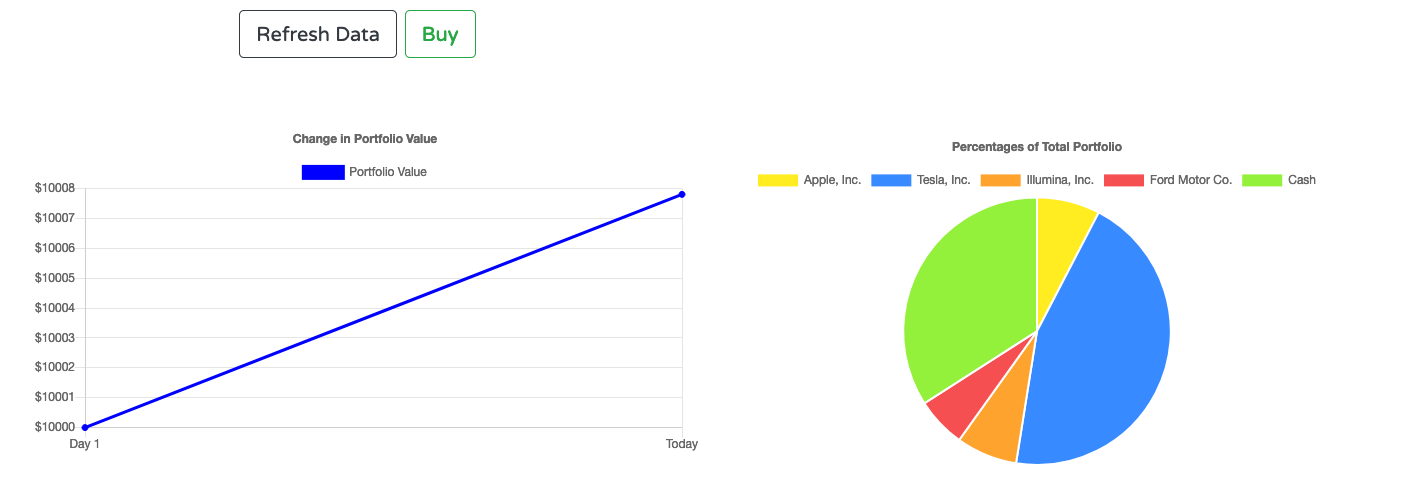 Refresh Data
Buy
Change in Portfolio Value
Portfolio Value
$10008
$10007
$10006
$10005
$10004
$10003
$10002
$10001
$10000
Day 1 Today
Percentages of Total Portfolio
Apple, Inc. Tesla, Inc. Illumina, Inc. Ford Motor Co. Cash